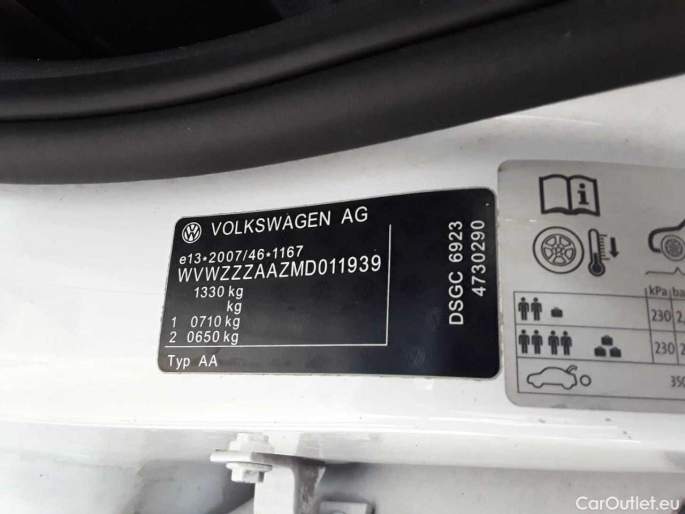 VOLKSWAGEN AG
e13*2007/46*1167
WVWZZZAAZMD011939
1330 kg
kg
1 0710 kg
2 0650 kg
Typ AA
DSGC 6923
4730290
kPa
230
230
350
CarOutlet.eu